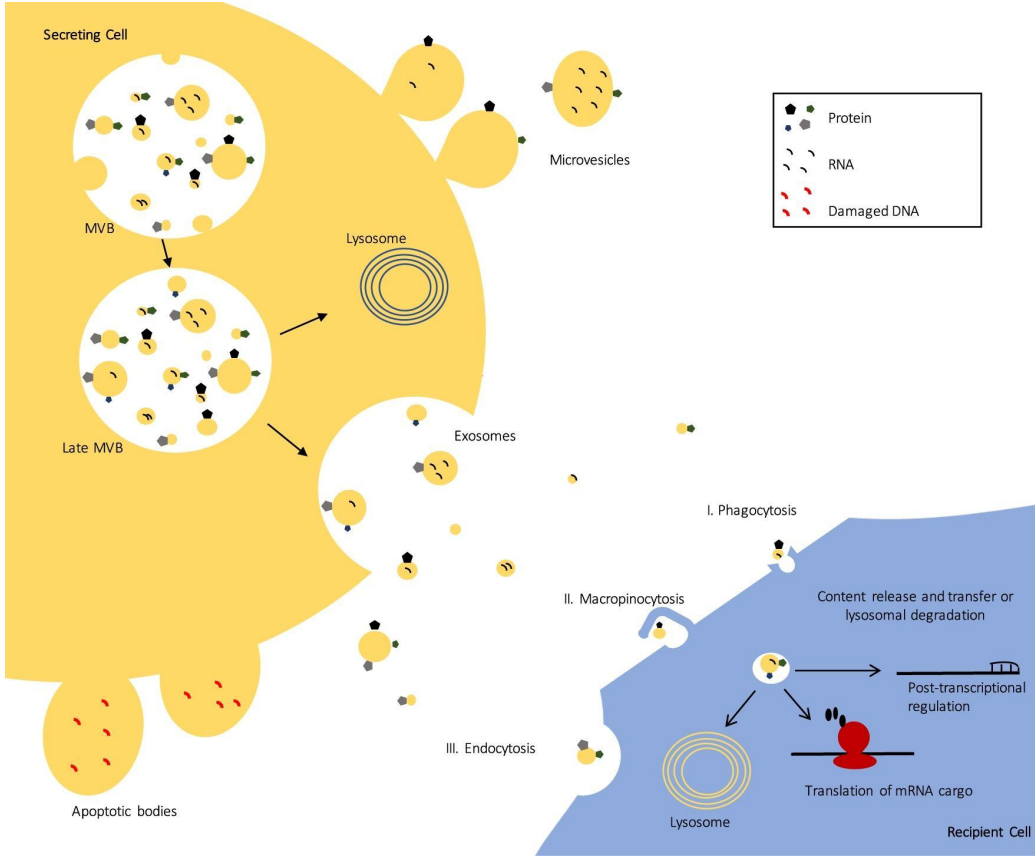 Secreting Cell
MVB
Late MVB
Lysosome
Microvesicles
Protein
RNA
Damaged DNA
Exosomes
I. Phagocytosis
II. Macropinocytosis
III. Endocytosis
Content release and transfer or
lysosomal degradation
Post-transcriptional
regulation
Translation of mRNA cargo
Lysosome
Recipient Cell
Apoptotic bodies